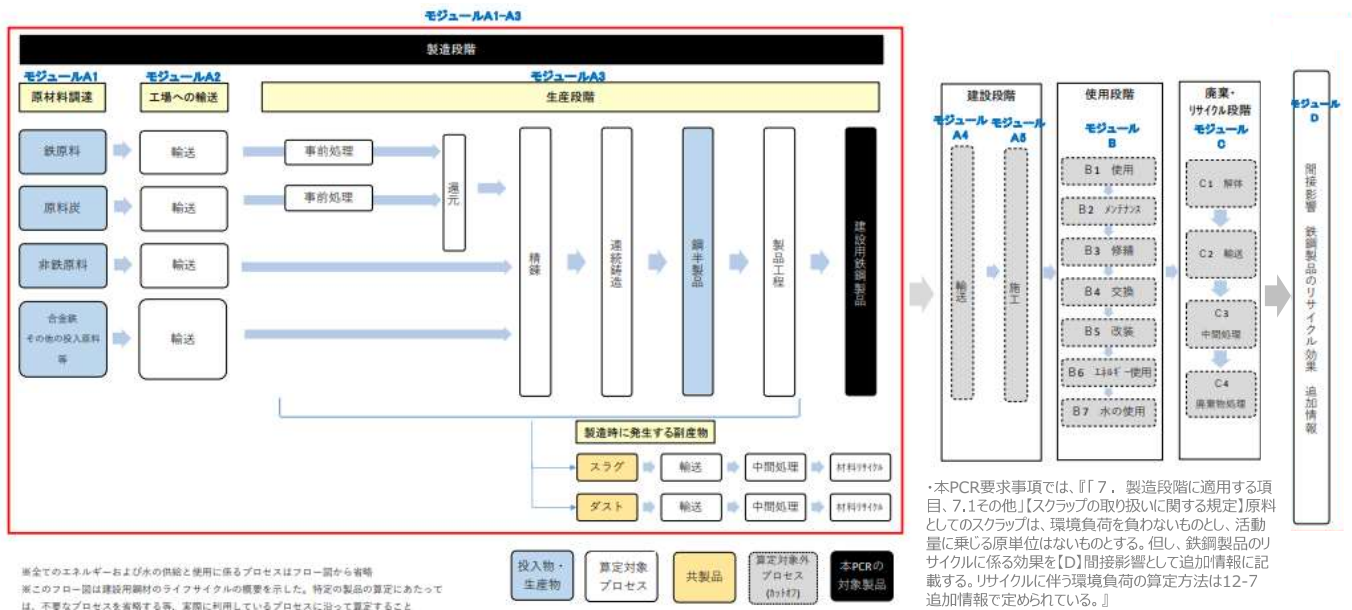 モジュールA1-A3
製造段階
モジュールA1
モジュールA2
モジュールA3
原材料調達
工場への輸送
生産段階
鉄原料
輸送
事前処理
原料炭
輸送
事前処理
還元
非鉄原料
輸送
合金鉄
その他の投入原料
等
輸送
精錬
連続鋳造
鋼半製品
製品工程
建設用鉄鋼製品
製造時に発生する副産物
スラグ
輸送
中間処理
材料リサイクル
ダスト
輸送
中間処理
材料リサイクル
建設段階
モジュール
A4
モジュール
A5
輸送
施工
使用段階
モジュール
B
B1 使用
B2 メンテナンス
B3 修繕
B4 交換
B5 改装
B6 エネルギー使用
B7 水の使用
廃棄・
リサイクル段階
モジュール
C
C1 解体
C2 輸送
C3
中間処理
C4
廃棄物処理
モジュール
D
間接影響 鉄鋼製品のリサイクル効果 追加情報
・本PCR要求事項では、『「７．製造段階に適用する項
目、7.1その他」【スクラップの取り扱いに関する規定】原料
としてのスクラップは、環境負荷を負わないものとし、活動
量に乗じる原単位はないものとする。但し、鉄鋼製品のリ
サイクルに係る効果を【D】間接影響として追加情報に記
載する。リサイクルに伴う環境負荷の算定方法は12-7
追加情報で定められている。』
※全てのエネルギーおよび水の供給と使用に係るプロセスはフロー図から省略
※このフロー図は建設用鋼材のライフサイクルの概要を示した。特定の製品の算定にあたって
は、不要なプロセスを省略する等、実際に利用しているプロセスに沿って算定すること
投入物・
生産物
算定対象
プロセス
共製品
算定対象外
プロセス
(カットオフ)
本PCRの
対象製品